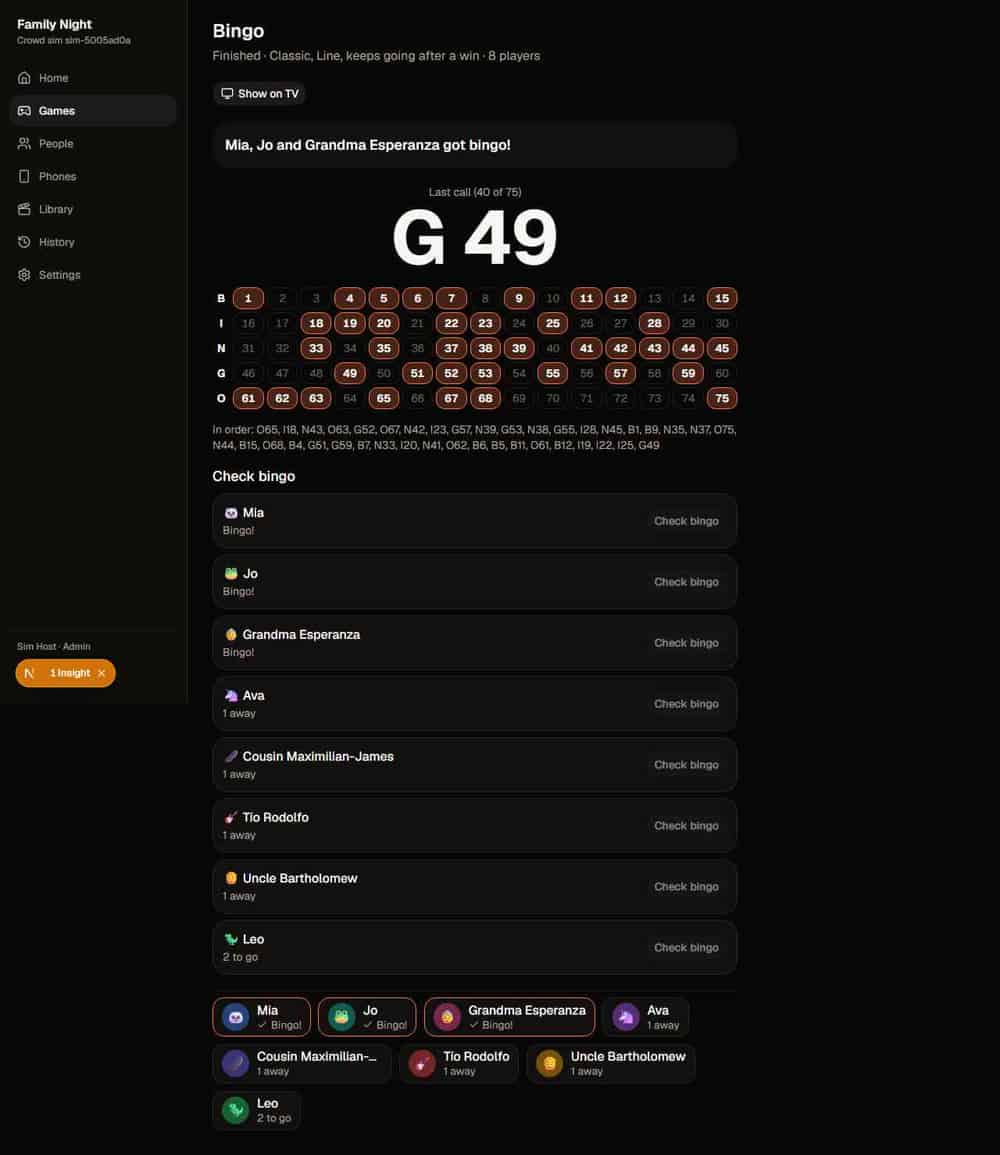 Family Night
Crowd sim sim-5005ad0a
Home
Games
People
Phones
Library
History
Settings
Sim Host · Admin
1 Insight
Bingo
Finished · Classic, Line, keeps going after a win · 8 players
Show on TV
Mia, Jo and Grandma Esperanza got bingo!
Last call (40 of 75)
G 49
B 1 2 3 4 5 6 7 8 9 10 11 12 13 14 15
I 16 17 18 19 20 21 22 23 24 25 26 27 28 29 30
N 31 32 33 34 35 36 37 38 39 40 41 42 43 44 45
G 46 47 48 49 50 51 52 53 54 55 56 57 58 59 60
O 61 62 63 64 65 66 67 68 69 70 71 72 73 74 75
In order: O65, I18, N43, O63, G52, O67, N42, I23, G57, N39, G53, N38, G55, I28, N45, B1, B9, N35, N37, O75,
N44, B15, O68, B4, G51, G59, B7, N33, I20, N41, O62, B6, B5, B11, O61, B12, I19, I22, I25, G49
Check bingo
Mia
Bingo!
Check bingo
Jo
Bingo!
Check bingo
Grandma Esperanza
Bingo!
Check bingo
Ava
1 away
Check bingo
Cousin Maximilian-James
1 away
Check bingo
Tío Rodolfo
1 away
Check bingo
Uncle Bartholomew
1 away
Check bingo
Leo
2 to go
Check bingo
Mia
Bingo!
Jo
Bingo!
Grandma Esperanza
Bingo!
Ava
1 away
Cousin Maximilian-...
1 away
Tío Rodolfo
1 away
Uncle Bartholomew
1 away
Leo
2 to go